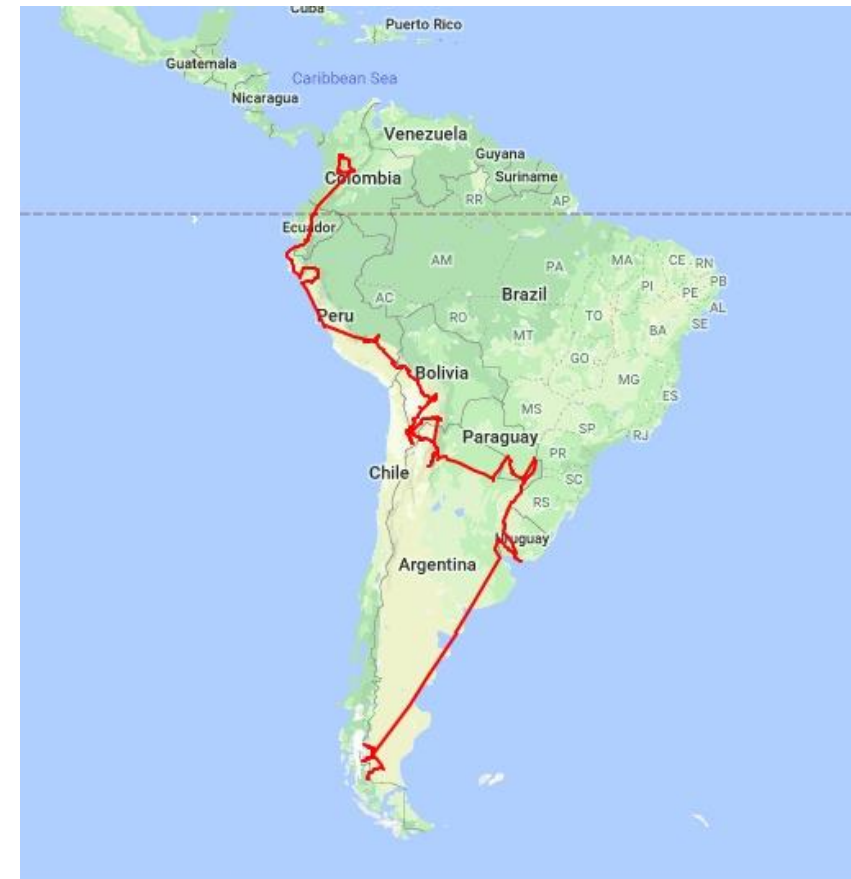 Cuba
Puerto Rico
Guatemala
Caribbean Sea
Nicaragua
Venezuela
Guyana
Colombia
Suriname
RR
AP
Ecuador
AM
PA
MA
CE
RN
PB
PI
PE
AL
SE
AC
Brazil
TO
BA
Peru
RO
MT
GO
Bolivia
MG
ES
MS
SP
RJ
Paraguay
PR
Chile
SC
RS
Uruguay
Argentina